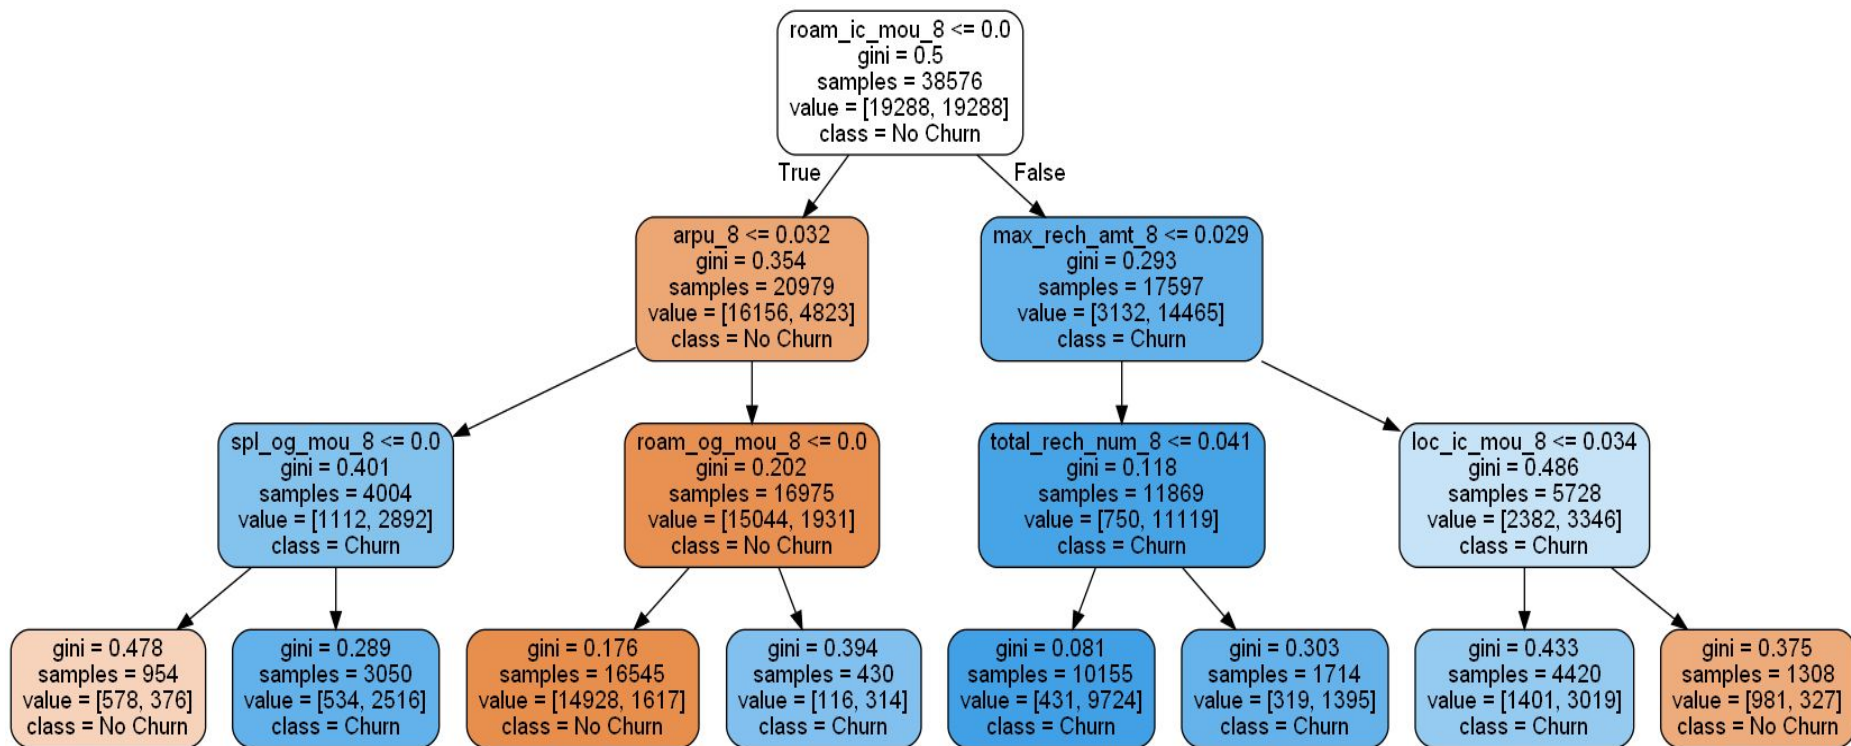 roam_ic_mou_8 <= 0.0
gini = 0.5
samples = 38576
value = [19288, 19288]
class = No Churn
True
False
arpu_8 <= 0.032
gini = 0.354
samples = 20979
value = [16156, 4823]
class = No Churn
max_rech_amt_8 <= 0.029
gini = 0.293
samples = 17597
value = [3132, 14465]
class = Churn
spl_og_mou_8 <= 0.0
gini = 0.401
samples = 4004
value = [1112, 2892]
class = Churn
roam_og_mou_8 <= 0.0
gini = 0.202
samples = 16975
value = [15044, 1931]
class = No Churn
total_rech_num_8 <= 0.041
gini = 0.118
samples = 11869
value = [750, 11119]
class = Churn
loc_ic_mou_8 <= 0.034
gini = 0.486
samples = 5728
value = [2382, 3346]
class = Churn
gini = 0.478
samples = 954
value = [578, 376]
class = No Churn
gini = 0.289
samples = 3050
value = [534, 2516]
class = Churn
gini = 0.176
samples = 16545
value = [14928, 1617]
class = No Churn
gini = 0.394
samples = 430
value = [116, 314]
class = Churn
gini = 0.081
samples = 10155
value = [431, 9724]
class = Churn
gini = 0.303
samples = 1714
value = [319, 1395]
class = Churn
gini = 0.433
samples = 4420
value = [1401, 3019]
class = Churn
gini = 0.375
samples = 1308
value = [981, 327]
class = No Churn